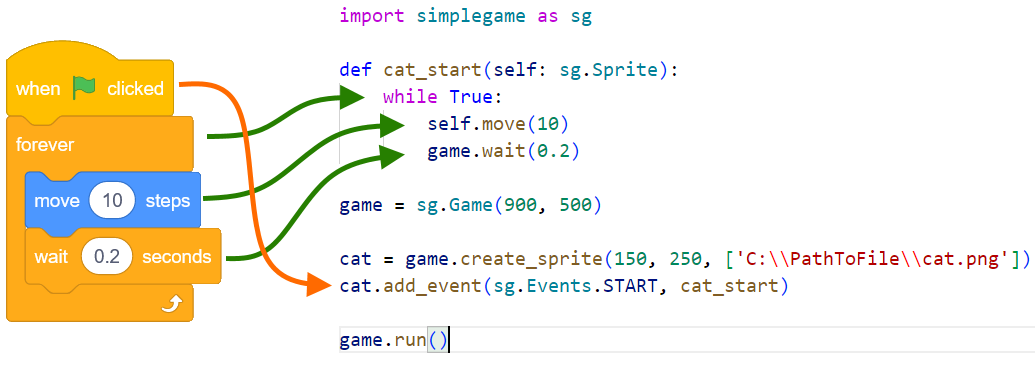 when clicked
forever
move 10 steps
wait 0.2 seconds
import simplegame as sg
def cat_start(self: sg.Sprite):
while True:
self.move(10)
game.wait(0.2)
game = sg.Game(900, 500)
cat = game.create_sprite(150, 250, ['C:\\PathToFile\\cat.png'])
cat.add_event(sg.Events.START, cat_start)
game.run()